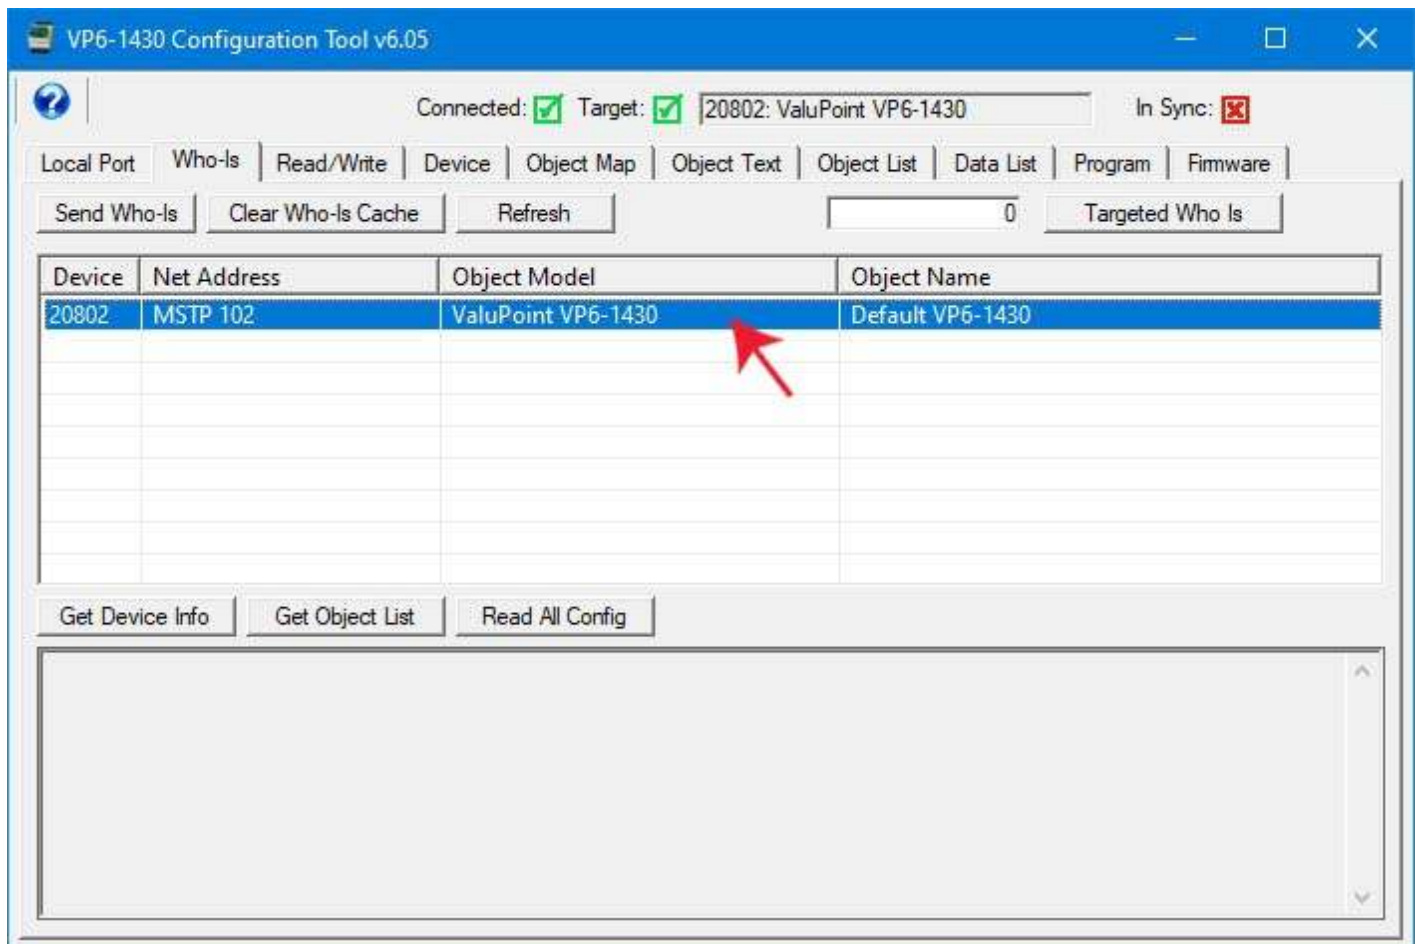 VP6-1430 Configuration Tool v6.05
Connected: Target: 20802: ValuPoint VP6-1430 In Sync:
Local Port Who-Is Read/Write Device Object Map Object Text Object List Data List Program Firmware
Send Who-Is Clear Who-Is Cache Refresh 0 Targeted Who Is
Device Net Address Object Model Object Name
20802 MSTP 102 ValuPoint VP6-1430 Default VP6-1430
Get Device Info Get Object List Read All Config